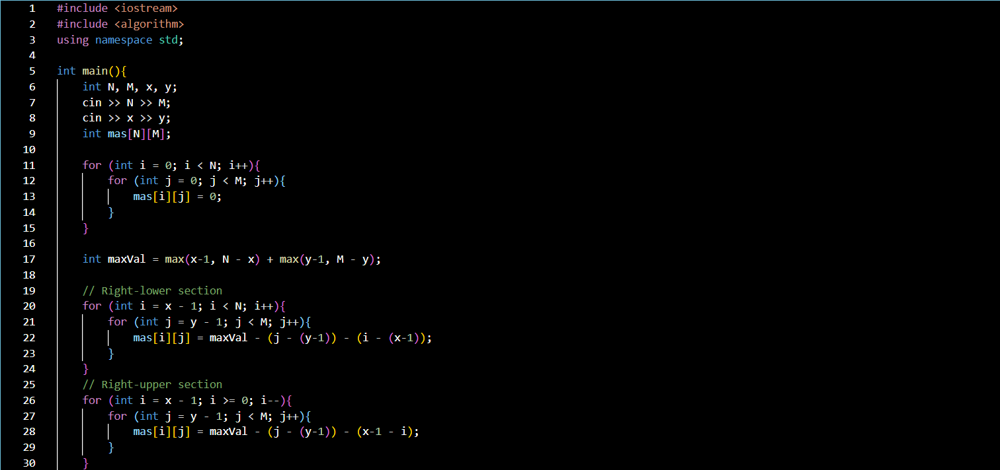 1 #include <iostream>
2 #include <algorithm>
3 using namespace std;
4
5 int main(){
6     int N, M, x, y;
7     cin >> N >> M;
8     cin >> x >> y;
9     int mas[N][M];
10
11     for (int i = 0; i < N; i++){
12         for (int j = 0; j < M; j++){
13             mas[i][j] = 0;
14         }
15     }
16
17     int maxVal = max(x-1, N - x) + max(y-1, M - y);
18
19     // Right-lower section
20     for (int i = x - 1; i < N; i++){
21         for (int j = y - 1; j < M; j++){
22             mas[i][j] = maxVal - (j - (y-1)) - (i - (x-1));
23         }
24     }
25     // Right-upper section
26     for (int i = x - 1; i >= 0; i--){
27         for (int j = y - 1; j < M; j++){
28             mas[i][j] = maxVal - (j - (y-1)) - (x-1 - i);
29         }
30     }